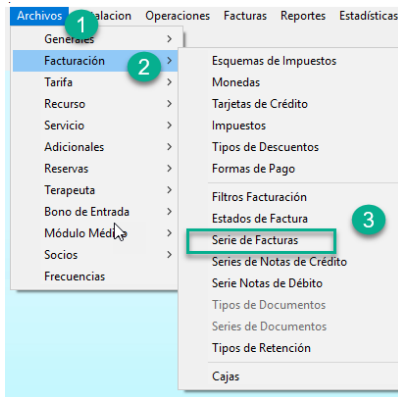 Archivos Instalacion Operaciones Facturas Reportes Estadísticas
1
Generales >
Facturación >
2
Tarifa >
Recurso >
Servicio >
Adicionales >
Reservas >
Terapeuta >
Bono de Entrada >
Módulo Médico >
Socios >
Frecuencias
Esquemas de Impuestos
Monedas
Tarjetas de Crédito
Impuestos
Tipos de Descuentos
Formas de Pago
Filtros Facturación
Estados de Factura
3
Serie de Facturas
Series de Notas de Crédito
Serie Notas de Débito
Tipos de Documentos
Series de Documentos
Tipos de Retención
Cajas